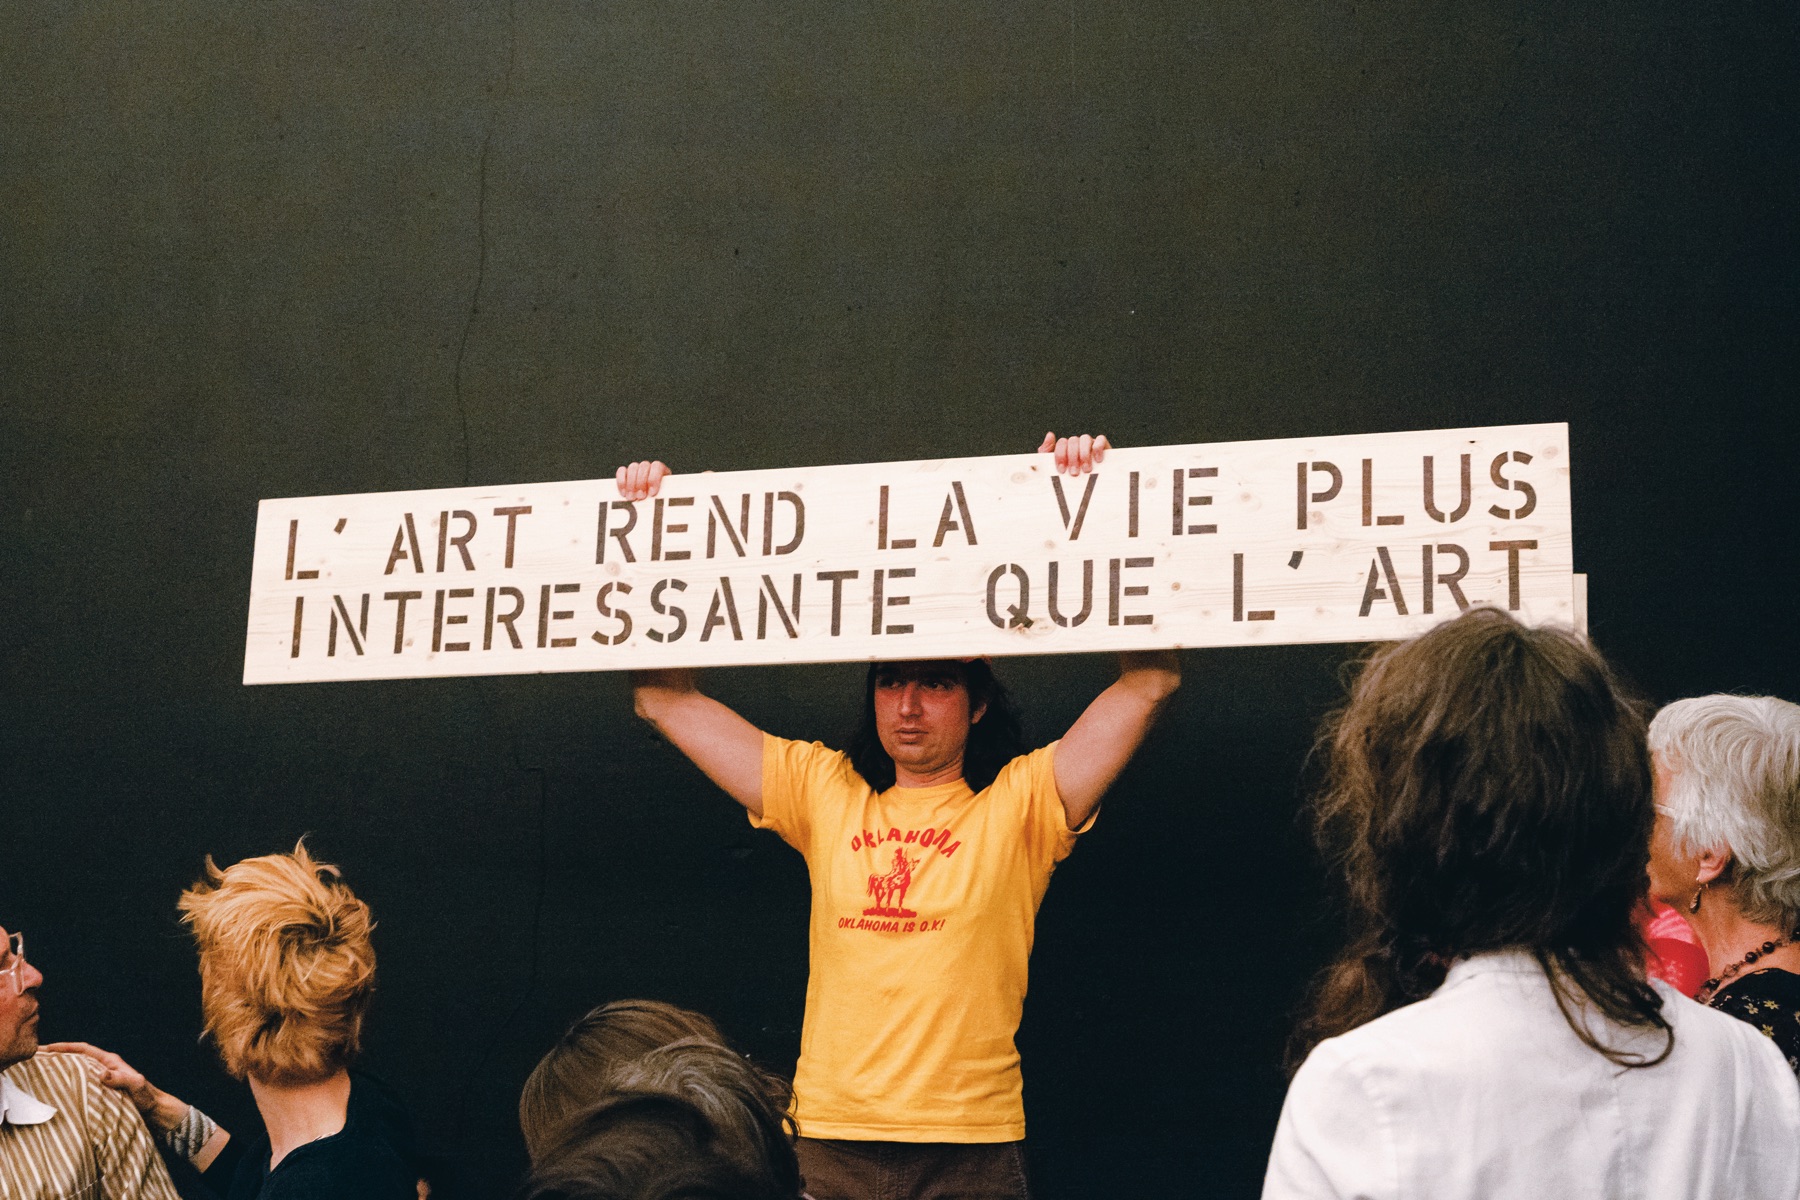 L'ART REND LA VIE PLUS
INTERESSANTE QUE L'ART
OKLAHOMA
OKLAHOMA IS O.K!